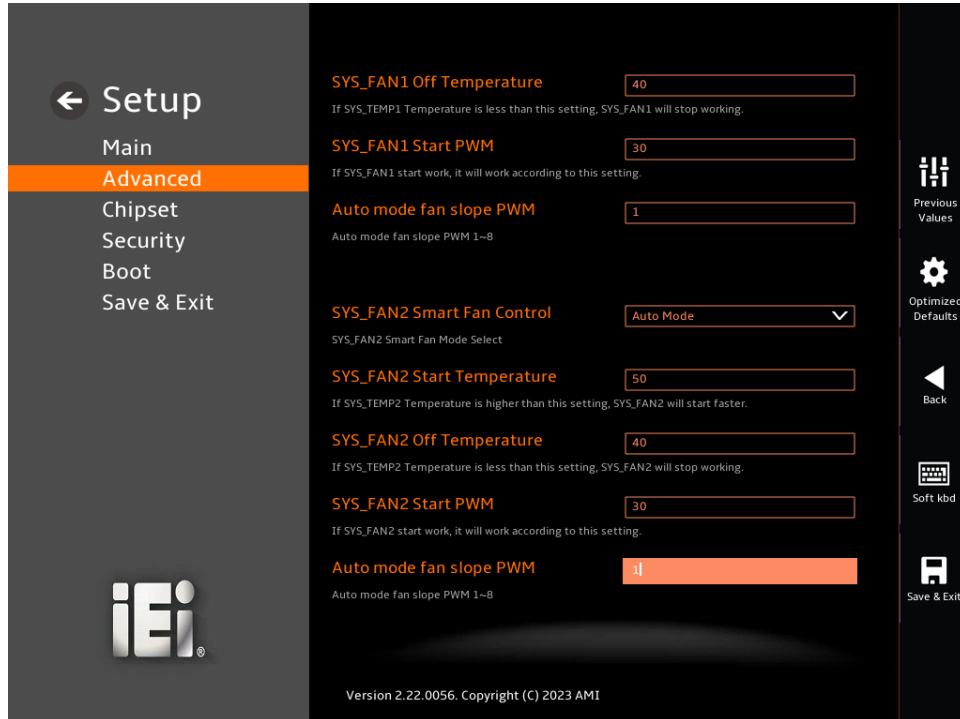 Setup
Main
Advanced
Chipset
Security
Boot
Save & Exit
SYS_FAN1 Off Temperature
40
If SYS_TEMP1 Temperature is less than this setting, SYS_FAN1 will stop working.
SYS_FAN1 Start PWM
30
If SYS_FAN1 start work, it will work according to this setting.
Auto mode fan slope PWM
1
Auto mode fan slope PWM 1~8
SYS_FAN2 Smart Fan Control
Auto Mode
SYS_FAN2 Smart Fan Mode Select
SYS_FAN2 Start Temperature
50
If SYS_TEMP2 Temperature is higher than this setting, SYS_FAN2 will start faster.
SYS_FAN2 Off Temperature
40
If SYS_TEMP2 Temperature is less than this setting, SYS_FAN2 will stop working.
SYS_FAN2 Start PWM
30
If SYS_FAN2 start work, it will work according to this setting.
Auto mode fan slope PWM
1
Auto mode fan slope PWM 1~8
Previous
Values
Optimized
Defaults
Back
Soft kbd
Save & Exit
iEi®
Version 2.22.0056. Copyright (C) 2023 AMI